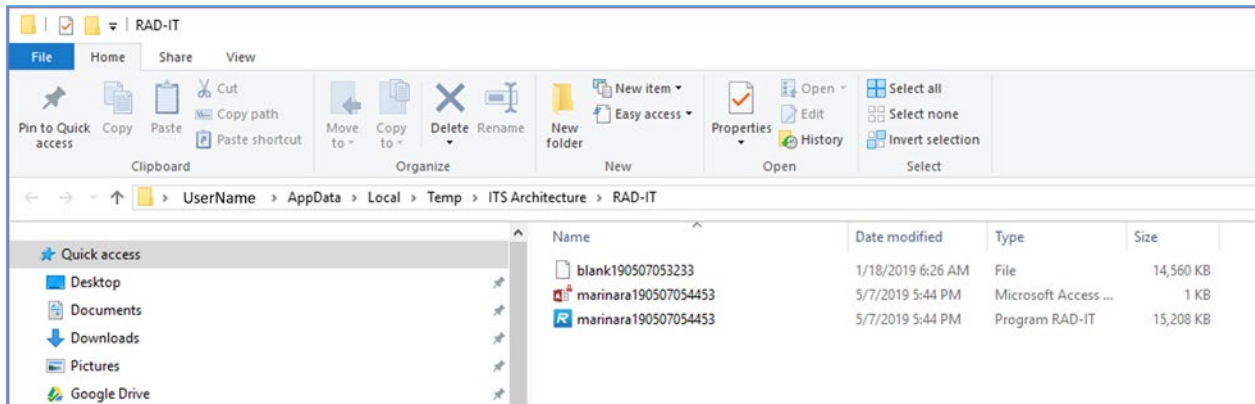 RAD-IT
File Home Share View
Pin to Quick access
Copy
Paste
Cut
Copy path
Paste shortcut
Clipboard
Move to
Copy to
Delete
Rename
Organize
New folder
New item
Easy access
New
Properties
Open
Edit
History
Open
Select all
Select none
Invert selection
Select
UserName > AppData > Local > Temp > ITS Architecture > RAD-IT
Quick access
Desktop
Documents
Downloads
Pictures
Google Drive
Name Date modified Type Size
blank190507053233 1/18/2019 6:26 AM File 14,560 KB
marinara190507054453 5/7/2019 5:44 PM Microsoft Access ... 1 KB
marinara190507054453 5/7/2019 5:44 PM Program RAD-IT 15,208 KB